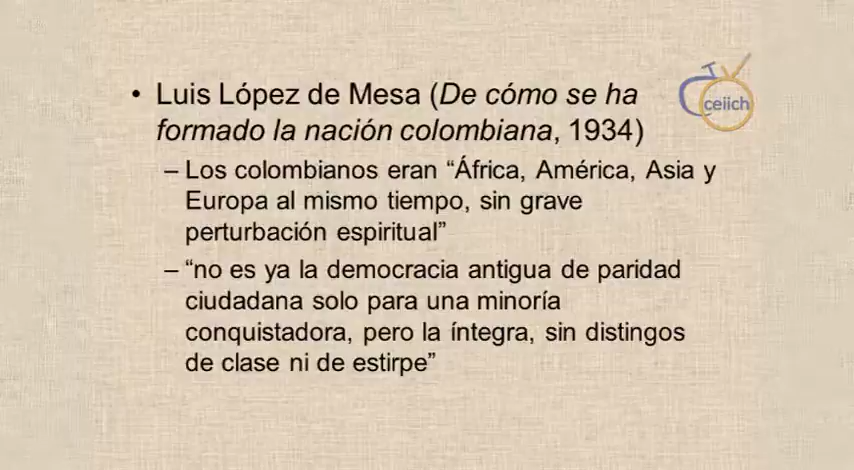 • Luis López de Mesa (De cómo se ha
formado la nación colombiana, 1934)
– Los colombianos eran “África, América, Asia y
Europa al mismo tiempo, sin grave
perturbación espiritual”
– “no es ya la democracia antigua de paridad
ciudadana solo para una minoría
conquistadora, pero la íntegra, sin distingos
de clase ni de estirpe”
ceiich